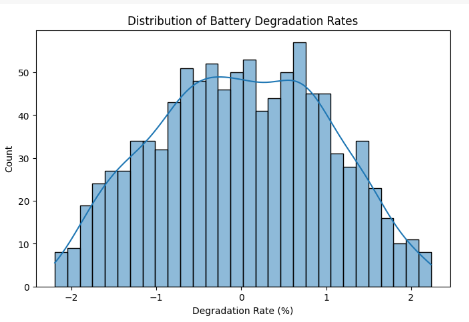 Distribution of Battery Degradation Rates
Count
50
40
30
20
10
0
−2 −1 0 1 2
Degradation Rate (%)